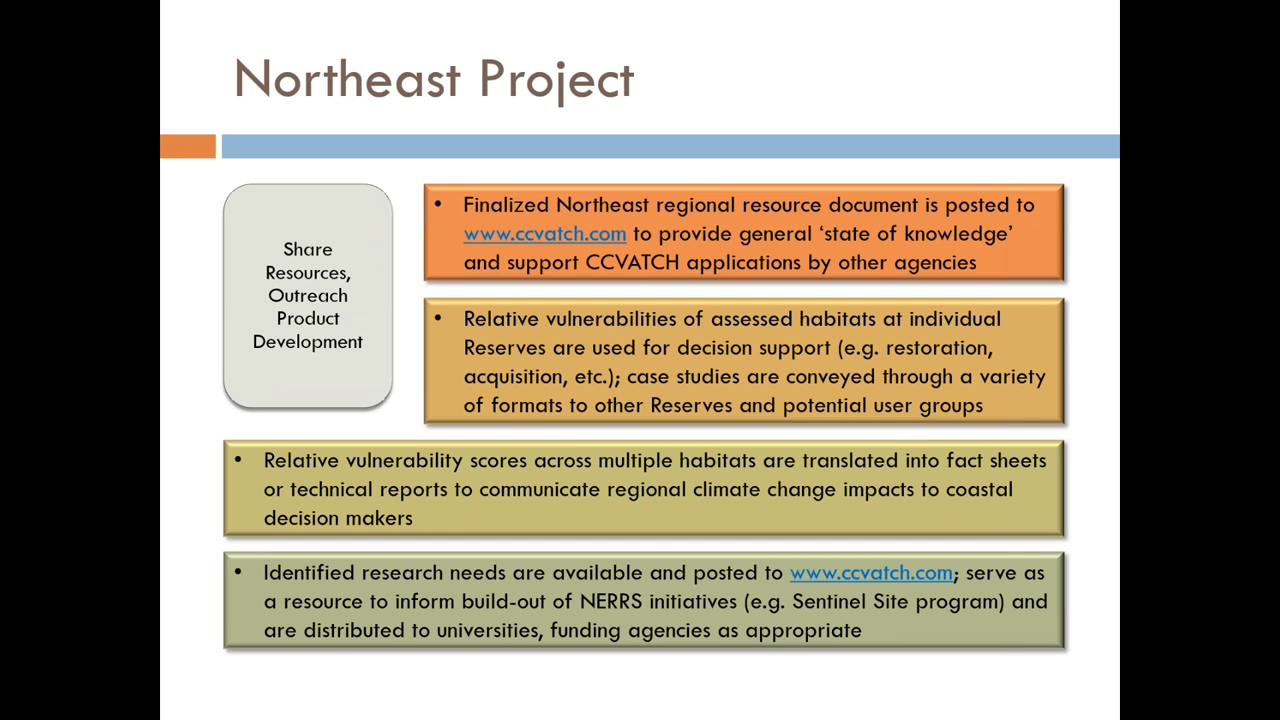 Northeast Project
Share
Resources,
Outreach
Product
Development
• Finalized Northeast regional resource document is posted to
www.ccvatch.com to provide general ‘state of knowledge’
and support CCVATCH applications by other agencies
• Relative vulnerabilities of assessed habitats at individual
Reserves are used for decision support (e.g. restoration,
acquisition, etc.); case studies are conveyed through a variety
of formats to other Reserves and potential user groups
• Relative vulnerability scores across multiple habitats are translated into fact sheets
or technical reports to communicate regional climate change impacts to coastal
decision makers
• Identified research needs are available and posted to www.ccvatch.com; serve as
a resource to inform build-out of NERRS initiatives (e.g. Sentinel Site program) and
are distributed to universities, funding agencies as appropriate